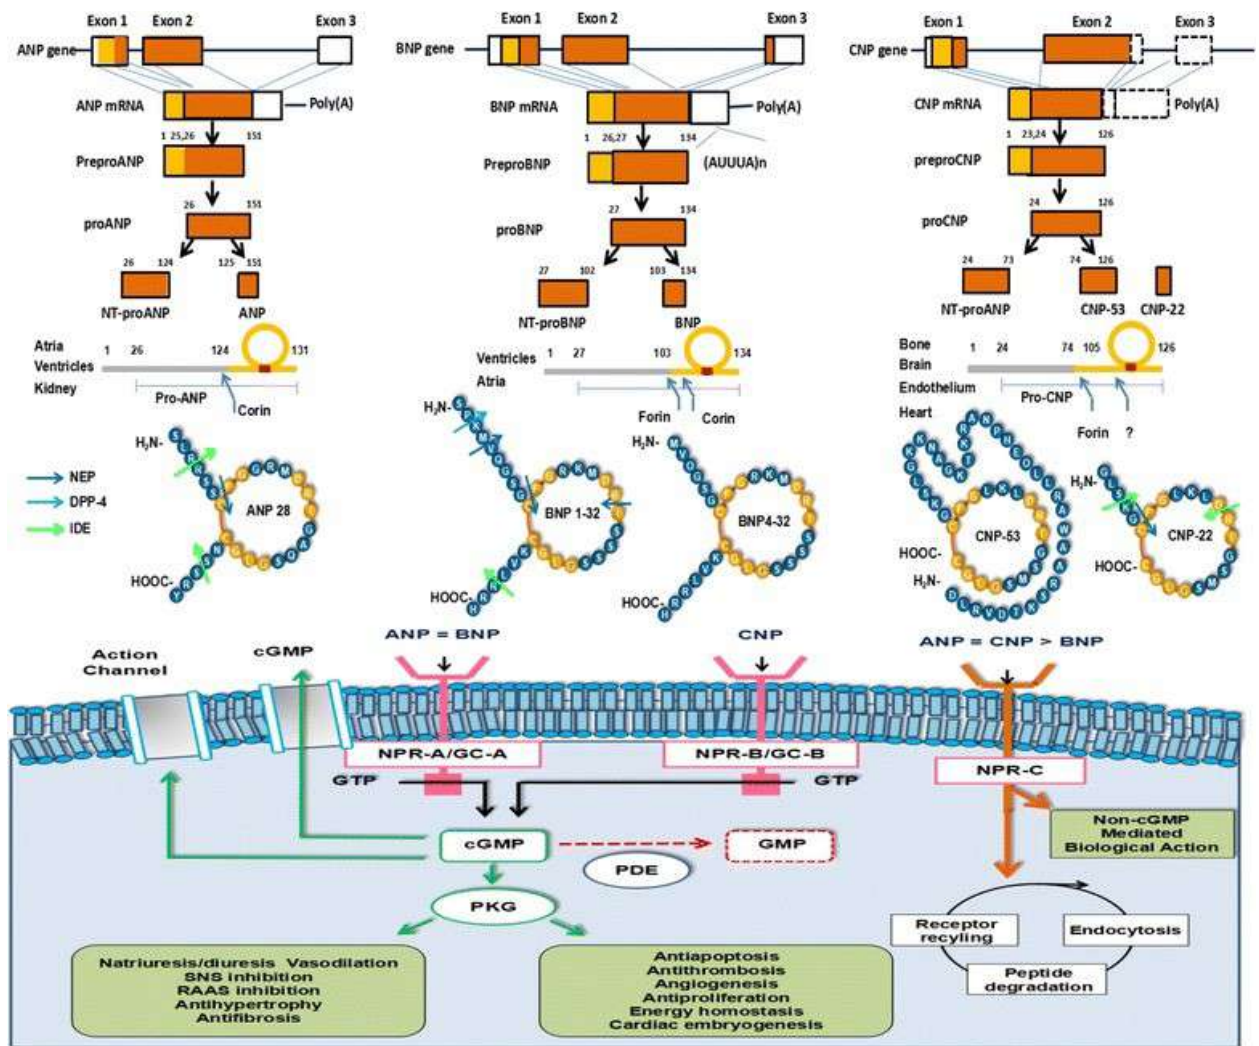 Exon 1 Exon 2 Exon 3
ANP gene
ANP mRNA
Poly(A)
1 25,26 151
PreproANP
26 151
proANP
26 124 125 151
NT-proANP ANP
Atria
Ventricles
Kidney
1 26 124 131
Pro-ANP
Corin
H₂N-
HOOC-
ANP 28
NEP
DPP-4
IDE
Exon 1 Exon 2 Exon 3
BNP gene
BNP mRNA
Poly(A)
1 26,27 134
PreproBNP
(AUUUA)n
27 134
proBNP
27 102 103 134
NT-proBNP BNP
Ventricles
Atria
1 27 103 134
Forin Corin
H₂N-
HOOC-
BNP 1-32
H₂N-
HOOC-
BNP4-32
Exon 1 Exon 2 Exon 3
CNP gene
CNP mRNA
Poly(A)
1 23,24 126
preproCNP
24 126
proCNP
24 73 74 126
NT-proANP CNP-53 CNP-22
Bone
Brain
Endothelium
Heart
1 24 74 105 126
Pro-CNP
Forin ?
HOOC-
H₂N-
CNP-53
H₂N-
HOOC-
CNP-22
Action
Channel
cGMP
ANP = BNP
CNP
ANP = CNP > BNP
NPR-A/GC-A
NPR-B/GC-B
NPR-C
GTP
GTP
cGMP
GMP
PDE
PKG
Non-cGMP
Mediated
Biological Action
Receptor
recyling
Endocytosis
Peptide
degradation
Natriuresis/diuresis Vasodilation
SNS inhibition
RAAS inhibition
Antihypertrophy
Antifibrosis
Antiapoptosis
Antithrombosis
Angiogenesis
Antiproliferation
Energy homostasis
Cardiac embryogenesis